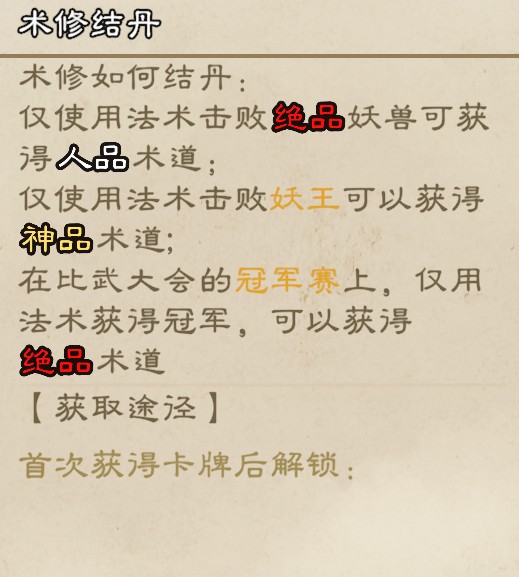 术修结丹
术修如何结丹：
仅使用法术击败绝品妖兽可获
得人品术道；
仅使用法术击败妖王可以获得
神品术道;
在比武大会的冠军赛上，仅用
法术获得冠军，可以获得
绝品术道
【获取途径】
首次获得卡牌后解锁：